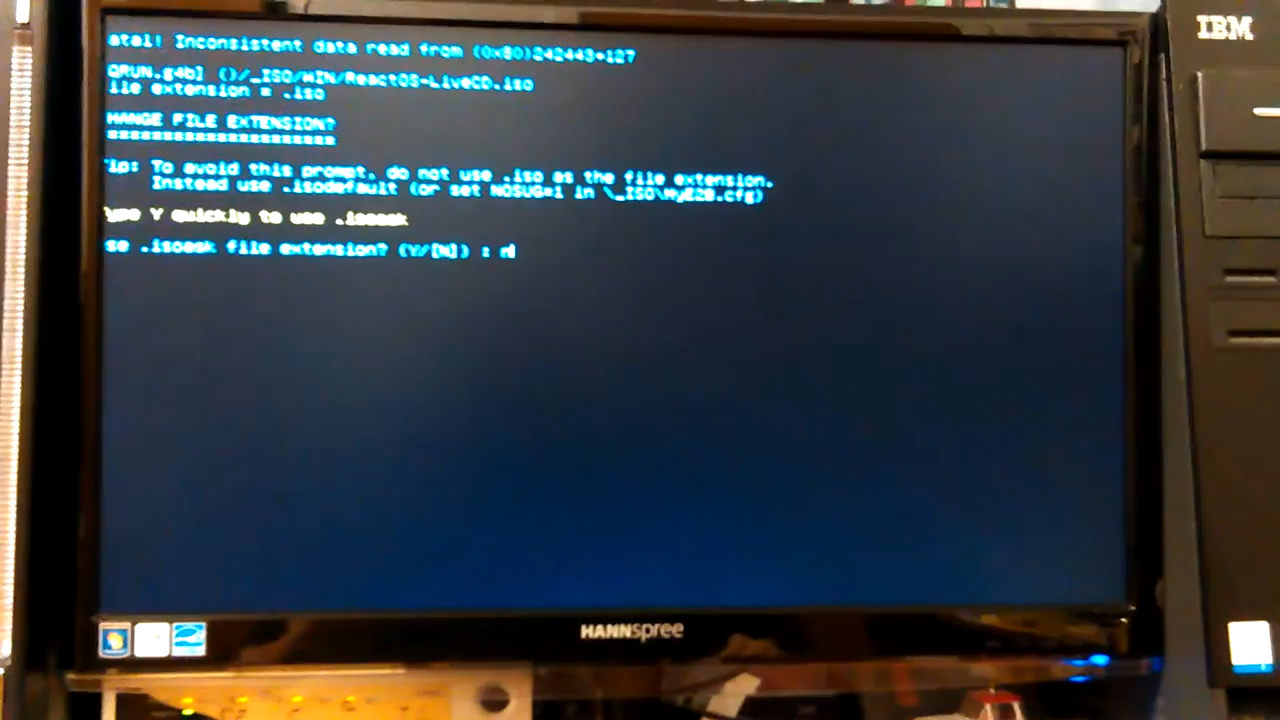 atal! Inconsistent data read from (0x80)242443+127
QRUN.g4b] ()/_ISO/WIN/ReactOS-LiveCD.iso
ile extension = .iso
HANGE FILE EXTENSION?
=====================
ip: To avoid this prompt, do not use .iso as the file extension.
Instead use .isodefault (or set NOSUG=1 in \_ISO\MyE2B.cfg)
Type Y quickly to use .isoask
se .isoask file extension? (Y/[N]) : n
IBM
HANNspree